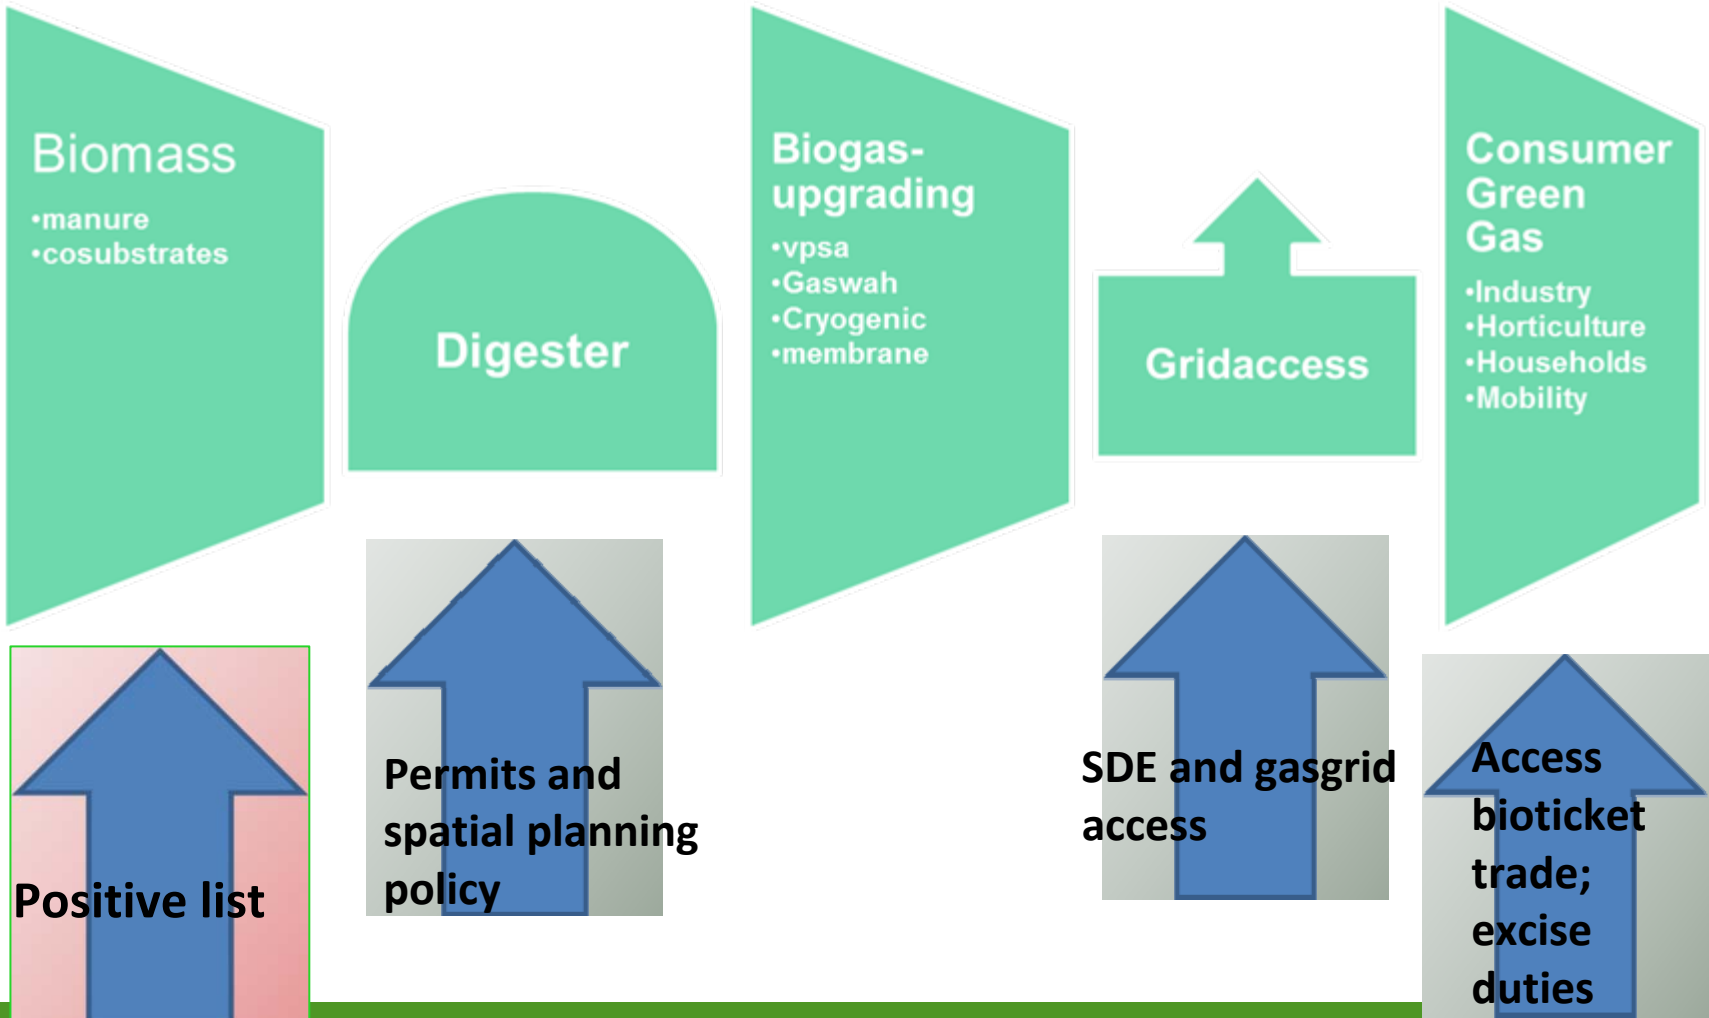 Biomass
•manure
•cosubstrates
Digester
Biogas-
upgrading
•vpsa
•Gaswah
•Cryogenic
•membrane
Gridaccess
Consumer
Green
Gas
•Industry
•Horticulture
•Households
•Mobility
Positive list
Permits and
spatial planning
policy
SDE and gasgrid
access
Access
bioticket
trade;
excise
duties